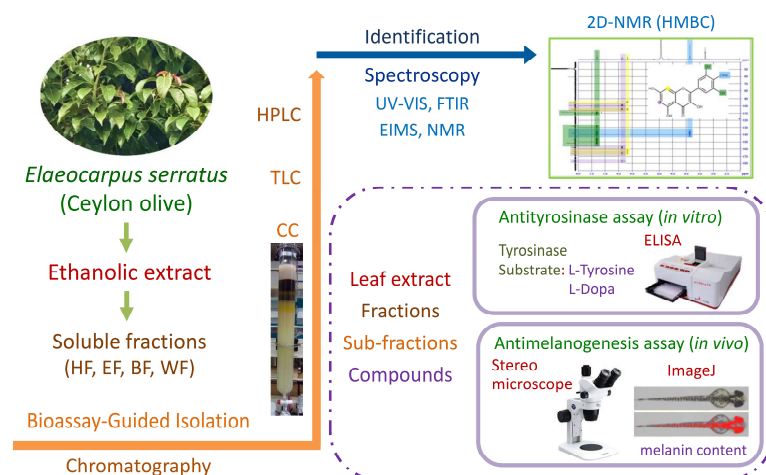 Elaeocarpus serratus
(Ceylon olive)
Ethanolic extract
Soluble fractions
(HF, EF, BF, WF)
Bioassay-Guided Isolation
Chromatography
HPLC
TLC
CC
Identification
Spectroscopy
UV-VIS, FTIR
EIMS, NMR
2D-NMR (HMBC)
Leaf extract
Fractions
Sub-fractions
Compounds
Antityrosinase assay (in vitro)
Tyrosinase
Substrate: L-Tyrosine
L-Dopa
ELISA
Antimelanogenesis assay (in vivo)
Stereo
microscope
ImageJ
melanin content